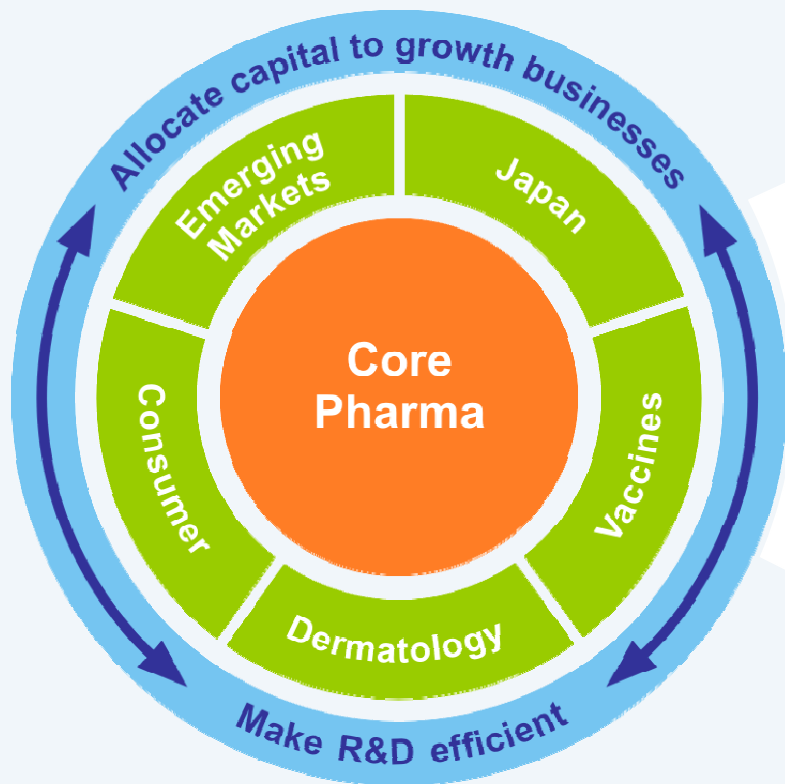 Allocate capital to growth businesses
Emerging
Markets
Japan
Core
Pharma
Consumer
Vaccines
Dermatology
Make R&D efficient